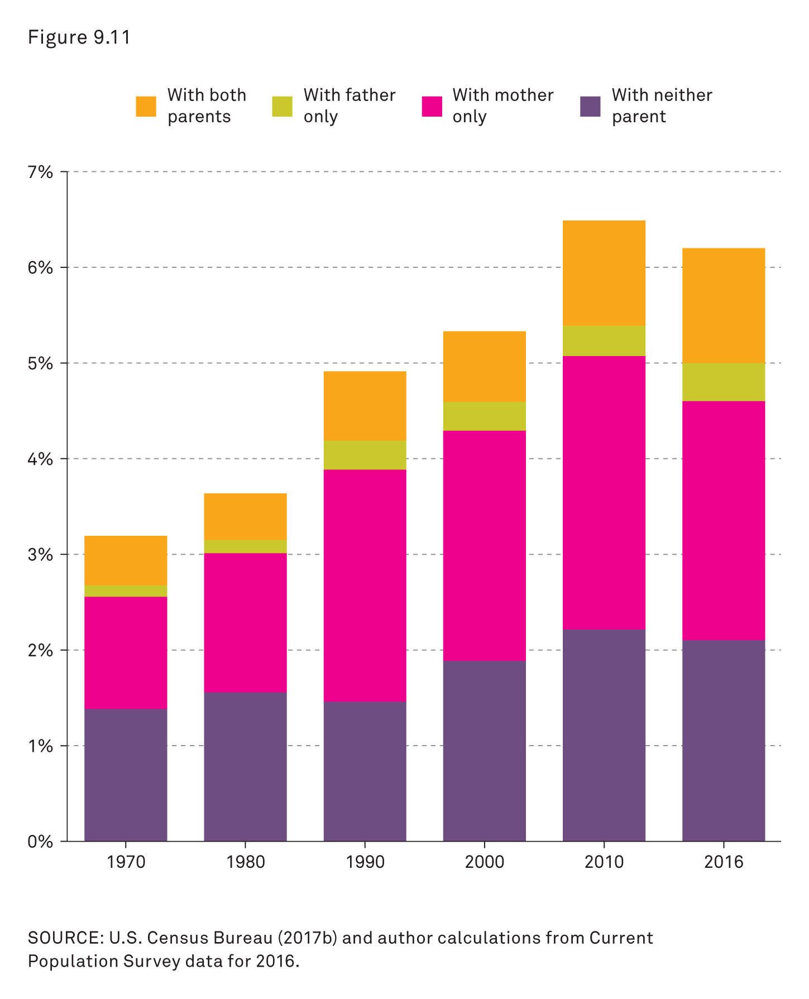 Figure 9.11
With both
parents
With father
only
With mother
only
With neither
parent
7%
6%
5%
4%
3%
2%
1%
0%
1970
1980
1990
2000
2010
2016
SOURCE: U.S. Census Bureau (2017b) and author calculations from Current
Population Survey data for 2016.